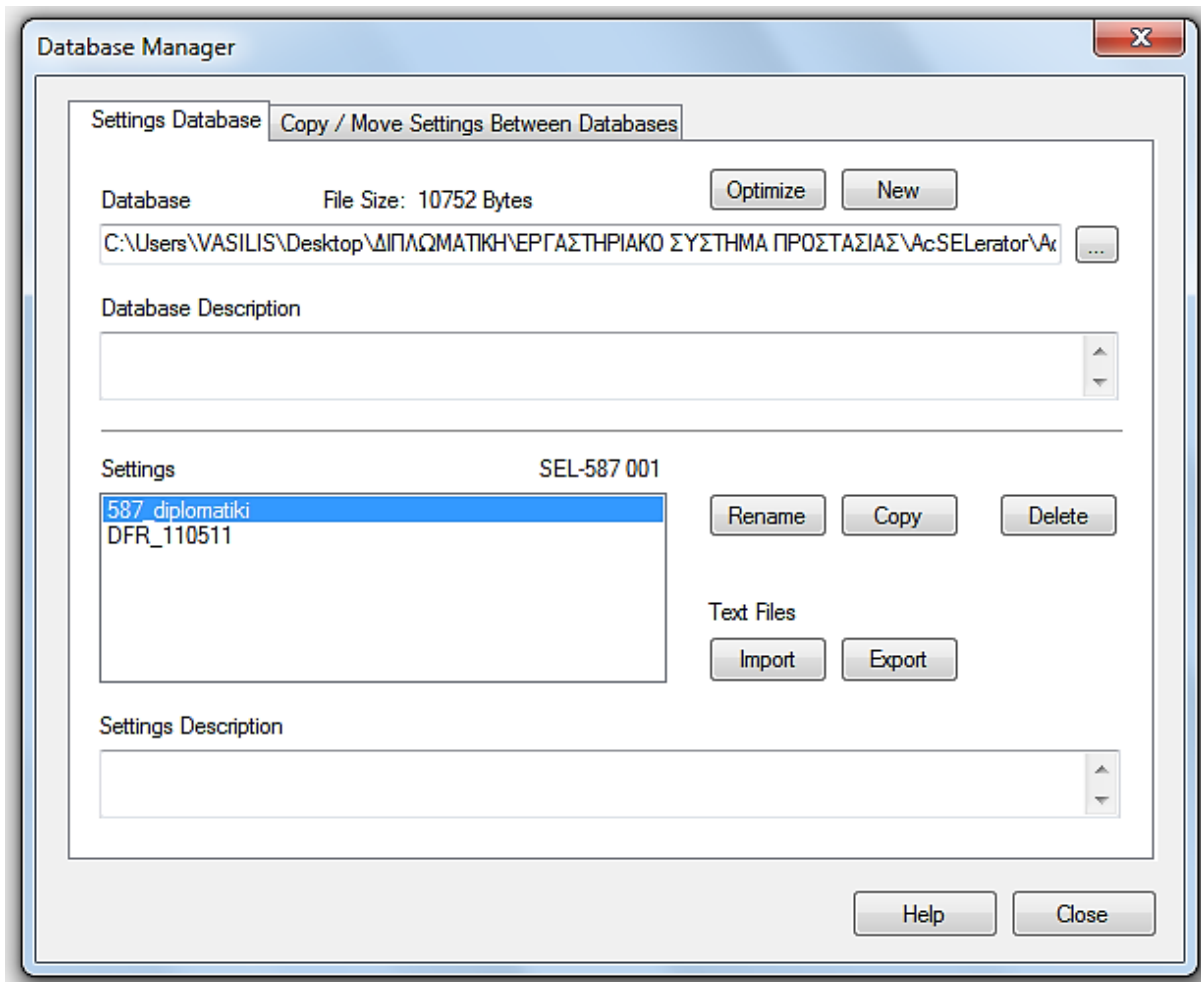 Database Manager
Settings Database Copy / Move Settings Between Databases
Database File Size: 10752 Bytes Optimize New
C:\Users\VASILIS\Desktop\ΔΙΠΛΩΜΑΤΙΚΗ\ΕΡΓΑΣΤΗΡΙΑΚΟ ΣΥΣΤΗΜΑ ΠΡΟΣΤΑΣΙΑΣ\AcSELerator\ ...
Database Description
Settings SEL-587 001
587_diplomatiki Rename Copy Delete
DFR_110511
Text Files
Import Export
Settings Description
Help Close